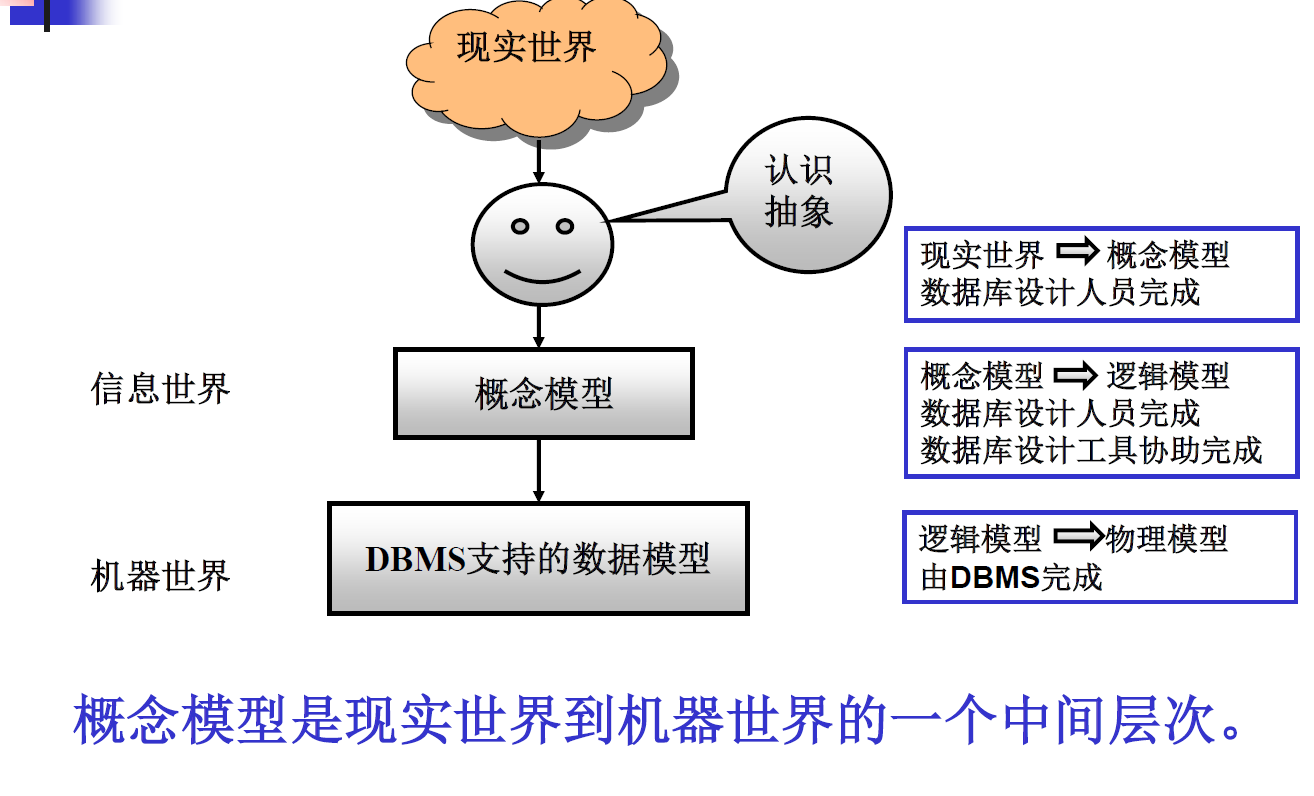 现实世界
认识
抽象
现实世界 概念模型
数据库设计人员完成
信息世界
概念模型
概念模型 逻辑模型
数据库设计人员完成
数据库设计工具协助完成
机器世界
DBMS支持的数据模型
逻辑模型 物理模型
由DBMS完成
概念模型是现实世界到机器世界的一个中间层次。